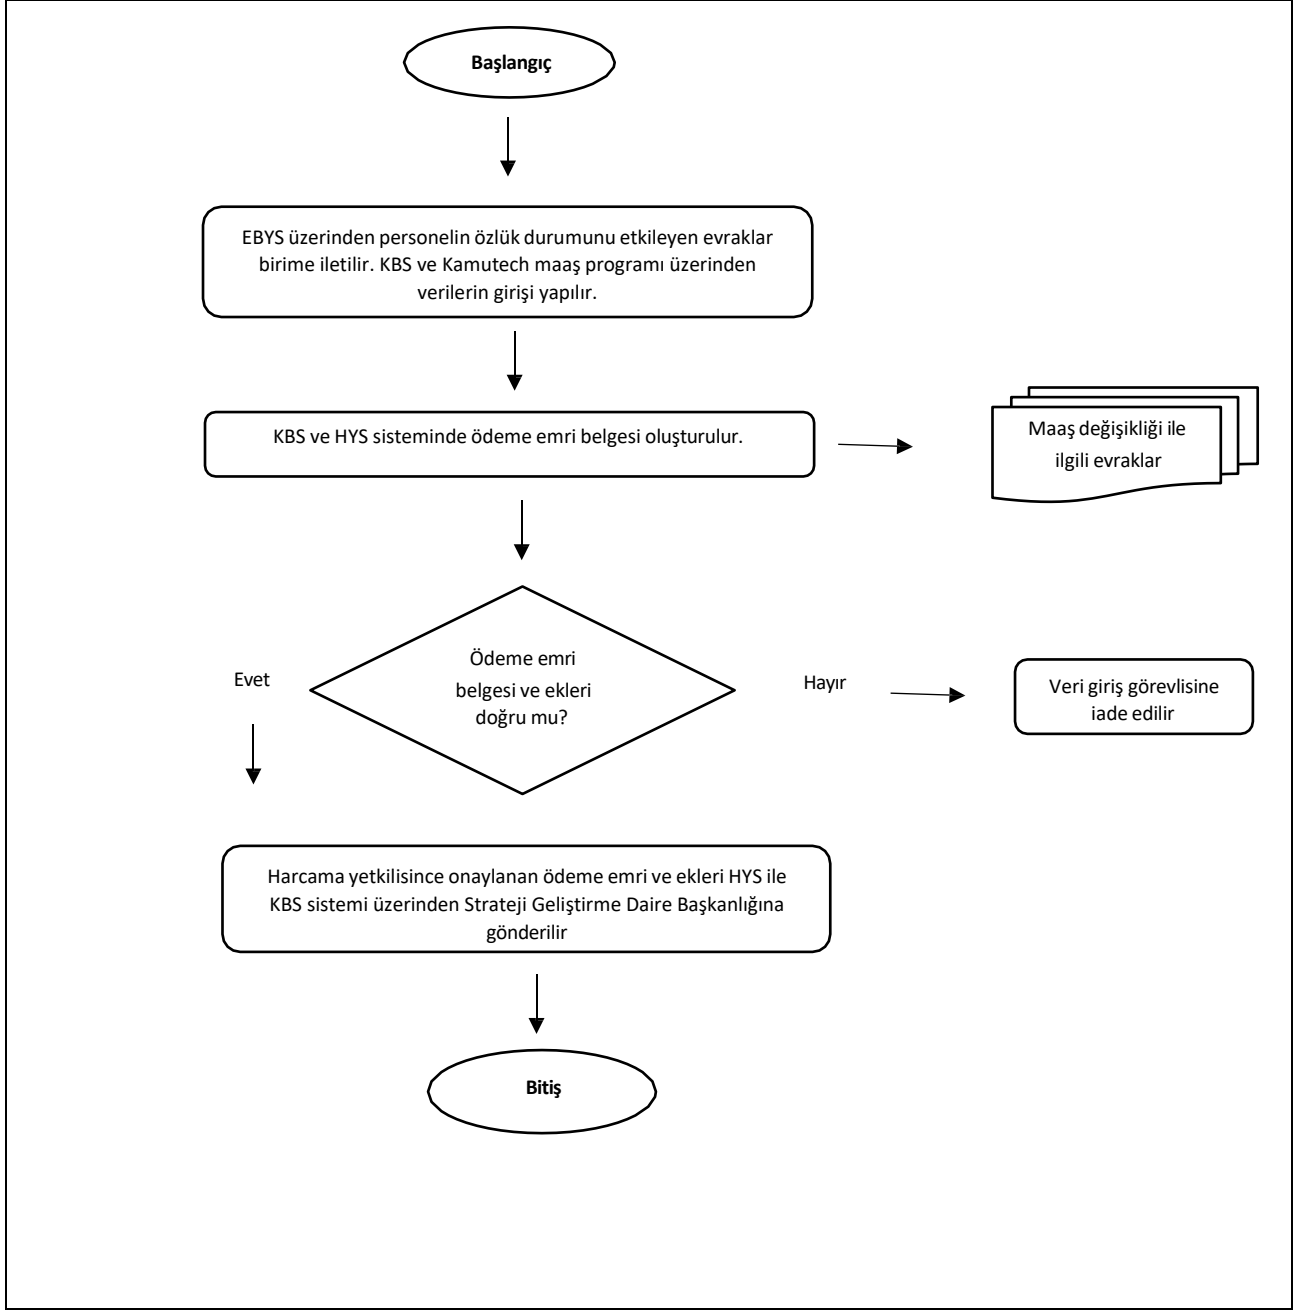 Başlangıç
EBYS üzerinden personelin özlük durumunu etkileyen evraklar
birime iletilir. KBS ve Kamutech maaş programı üzerinden
verilerin girişi yapılır.
KBS ve HYS sisteminde ödeme emri belgesi oluşturulur.
Maaş değişikliği ile
ilgili evraklar
Ödeme emri
belgesi ve ekleri
doğru mu?
Evet
Hayır
Veri giriş görevlisine
iade edilir
Harcama yetkilisince onaylanan ödeme emri ve ekleri HYS ile
KBS sistemi üzerinden Strateji Geliştirme Daire Başkanlığına
gönderilir
Bitiş